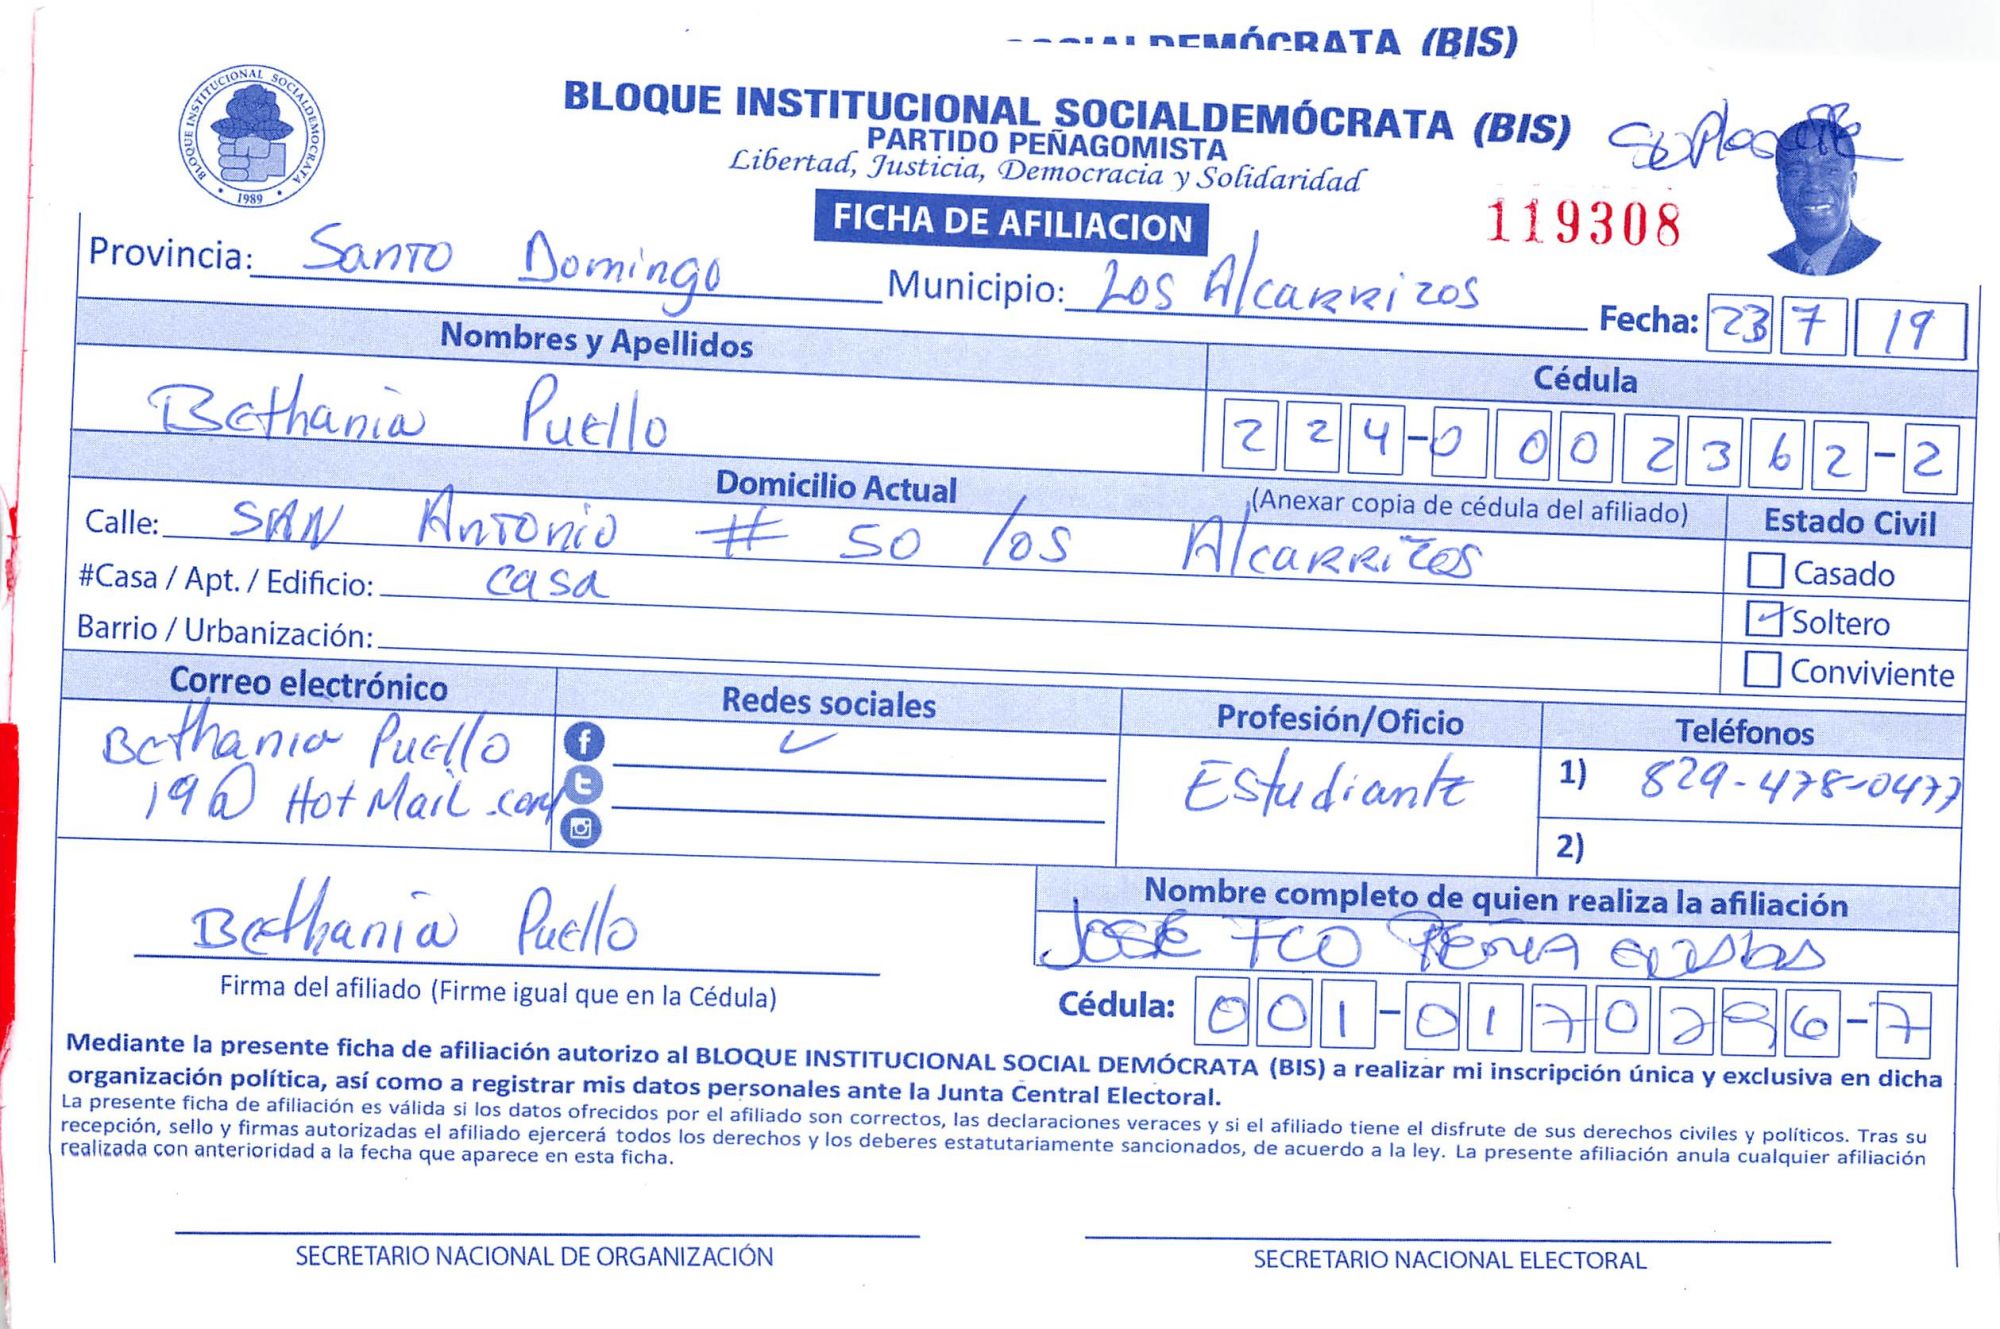 SOCIALDEMÓCRATA (BIS)
BLOQUE INSTITUCIONAL SOCIALDEMÓCRATA (BIS)
PARTIDO PEÑAGOMISTA
Libertad, Justicia, Democracia y Solidaridad
BLOQUE INSTITUCIONAL SOCIALDEMOCRATA
1989
FICHA DE AFILIACION
119308
Provincia: Santo Domingo Municipio: Los Alcarrizos Fecha: 23 7 19
Nombres y Apellidos Cédula
Bethania Puello 224-0002362-2
Domicilio Actual (Anexar copia de cédula del afiliado) Estado Civil
Calle: SAN Antonio # 50 los Alcarrizos
Casado
#Casa / Apt. / Edificio: casa
Soltero
Barrio / Urbanización:
Conviviente
Correo electrónico Redes sociales Profesión/Oficio Teléfonos
Bethania Puello
19@ HotMail.com
Estudiante
1) 829-478-0477
2)
Nombre completo de quien realiza la afiliación
JOSÉ FCO PEÑA
Bethania Puello
Firma del afiliado (Firme igual que en la Cédula)
Cédula: 001-0170296-7
Mediante la presente ficha de afiliación autorizo al BLOQUE INSTITUCIONAL SOCIAL DEMÓCRATA (BIS) a realizar mi inscripción única y exclusiva en dicha
organización política, así como a registrar mis datos personales ante la Junta Central Electoral.
La presente ficha de afiliación es válida si los datos ofrecidos por el afiliado son correctos, las declaraciones veraces y si el afiliado tiene el disfrute de sus derechos civiles y políticos. Tras su
recepción, sello y firmas autorizadas el afiliado ejercerá todos los derechos y los deberes estatutariamente sancionados, de acuerdo a la ley. La presente afiliación anula cualquier afiliación
realizada con anterioridad a la fecha que aparece en esta ficha.
SECRETARIO NACIONAL DE ORGANIZACIÓN SECRETARIO NACIONAL ELECTORAL